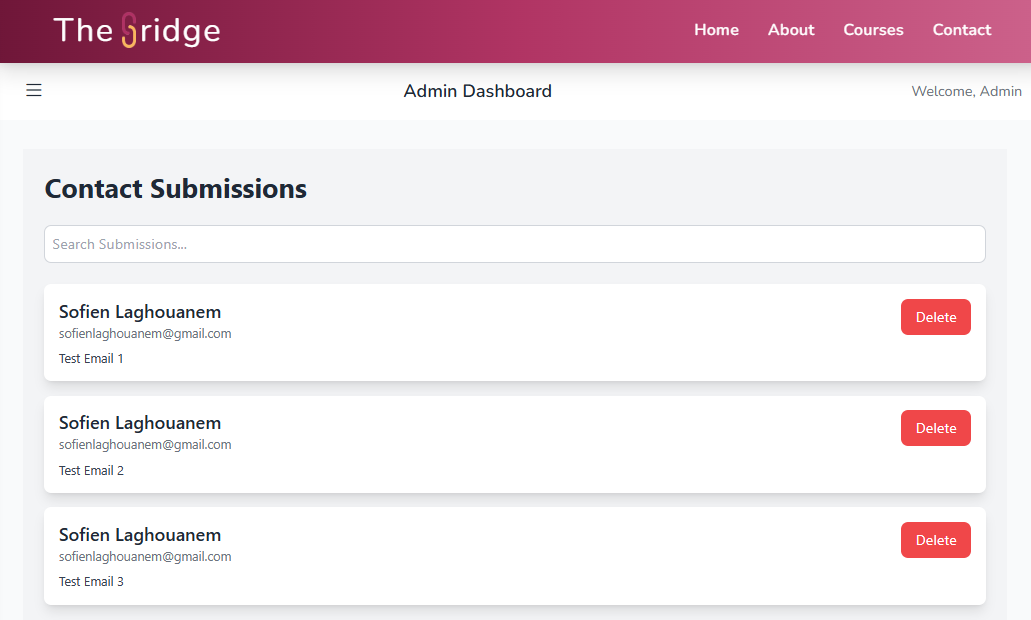 The Bridge
Home About Courses Contact
Admin Dashboard
Welcome, Admin
Contact Submissions
Search Submissions...
Sofien Laghouanem
Delete
sofienlaghouanem@gmail.com
Test Email 1
Sofien Laghouanem
Delete
sofienlaghouanem@gmail.com
Test Email 2
Sofien Laghouanem
Delete
sofienlaghouanem@gmail.com
Test Email 3